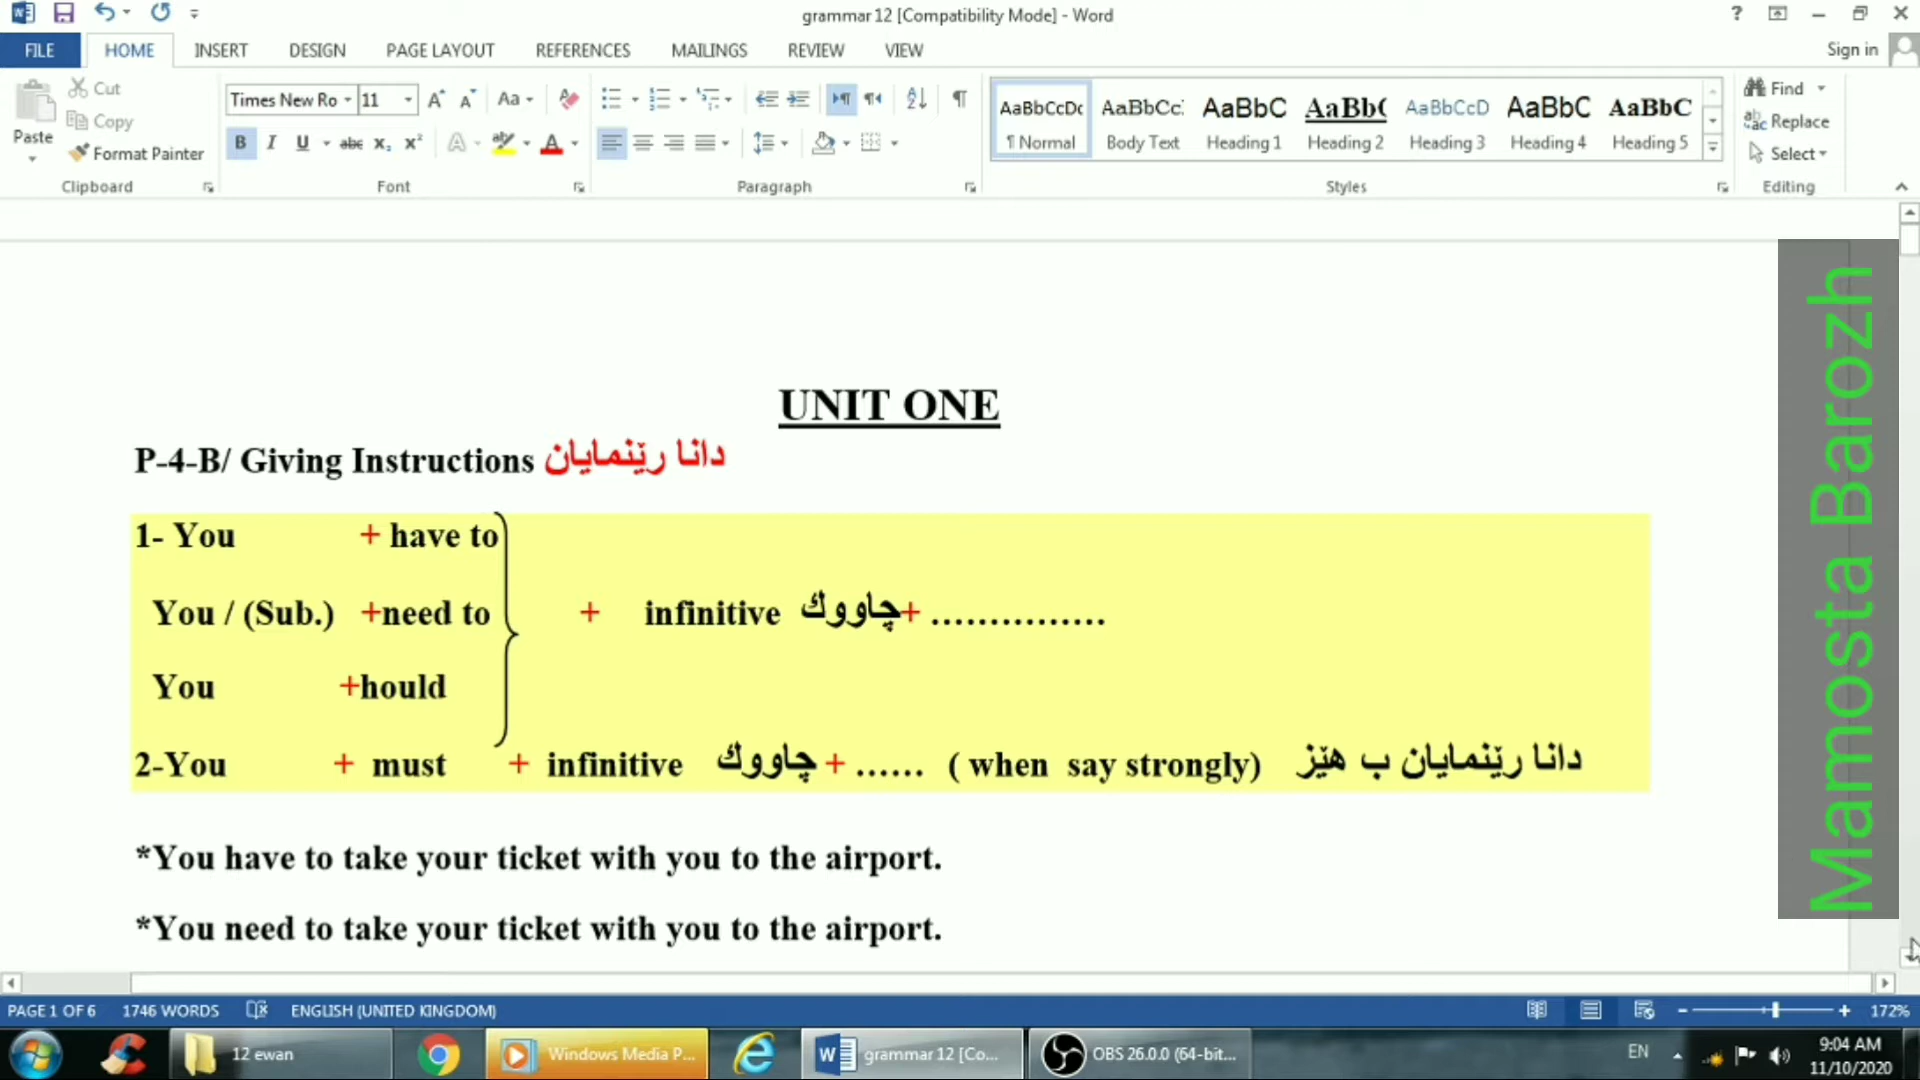 grammar 12 [Compatibility Mode] - Word
FILE HOME INSERT DESIGN PAGE LAYOUT REFERENCES MAILINGS REVIEW VIEW Sign in
Cut
Copy
Format Painter
Paste
Clipboard
Times New Ro 11
Font
Paragraph
AaBbCcDc AaBbCc AaBbC AaBb( AaBbCcD AaBbC AaBbC
¶ Normal Body Text Heading 1 Heading 2 Heading 3 Heading 4 Heading 5
Styles
Find
Replace
Select
Editing
UNIT ONE
P-4-B/ Giving Instructions دانا رێنمایان
1- You + have to
You / (Sub.) +need to + infinitive چاووك+ ……………
You +hould
2-You + must + infinitive چاووك + …… ( when say strongly) دانا رێنمایان ب هێز
*You have to take your ticket with you to the airport.
*You need to take your ticket with you to the airport.
Mamosta Barozh
PAGE 1 OF 6 1746 WORDS ENGLISH (UNITED KINGDOM) 172%
12 ewan Windows Media P... grammar 12 [Co... OBS 26.0.0 (64-bit... EN 9:04 AM
11/10/2020